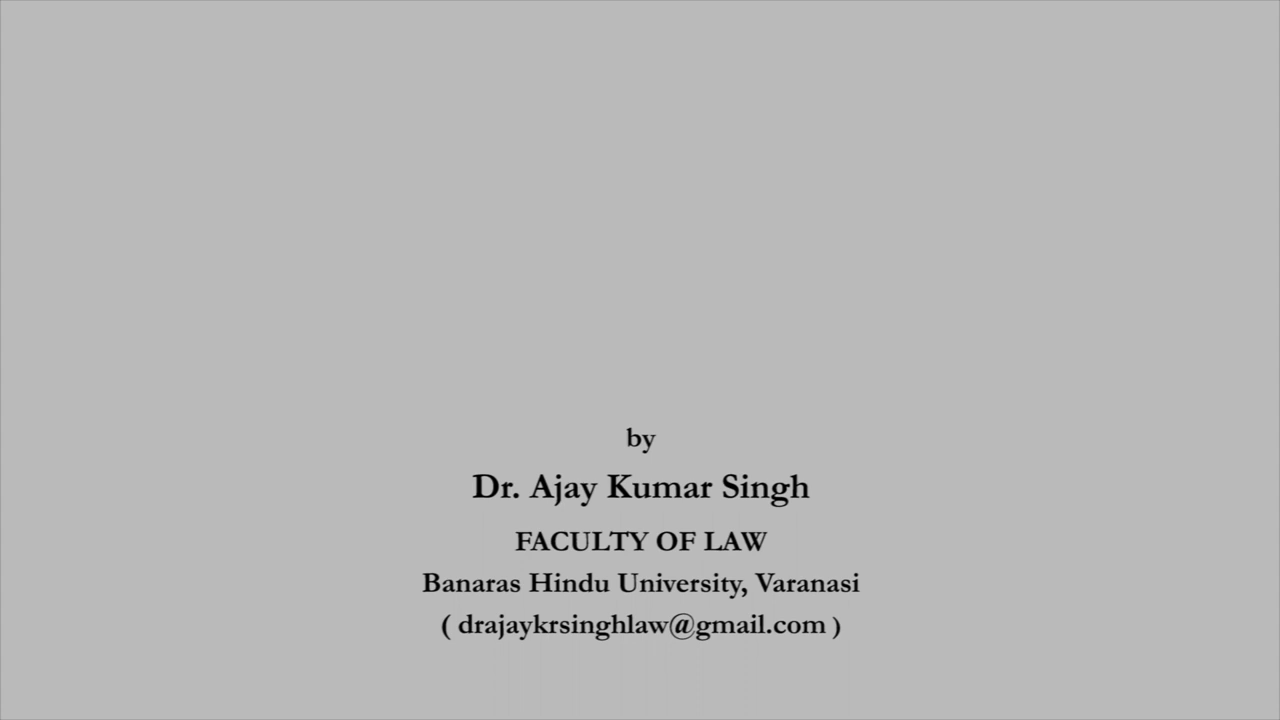 by
Dr. Ajay Kumar Singh
FACULTY OF LAW
Banaras Hindu University, Varanasi
( drajaykrsinghlaw@gmail.com )